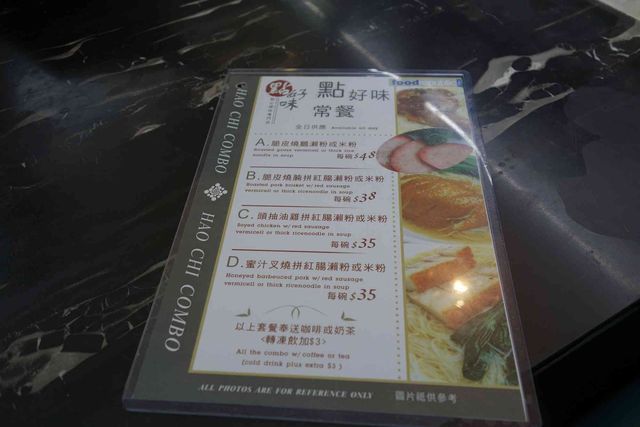 點好味
food
點好味
常餐
全日供應 Available all day
A.脆皮燒鵝瀨粉或米粉
Roasted goose vermicelli or thick rice
noodle in soup
每碗$48
B.脆皮燒腩拼紅腸瀨粉或米粉
Roasted pork brisket w/red sausage
vermicelli or thick ricenoodle in soup
每碗$38
C.頭抽油雞拼紅腸瀨粉或米粉
Soyed chicken w/red sausage
vermicelli or thick ricenoodle in soup
每碗$35
D.蜜汁叉燒拼紅腸瀨粉或米粉
Honeyed barbecued pork w/red sausage
vermicelli or thick ricenoodle in soup
每碗$35
以上套餐奉送咖啡或奶茶
<轉凍飲加$3>
All the combo w/coffee or tea
(cold drink plus extra $3 )
ALL PHOTOS ARE FOR REFERENCE ONLY
圖片祗供參考
HAO CHI COMBO
HAO CHI COMBO